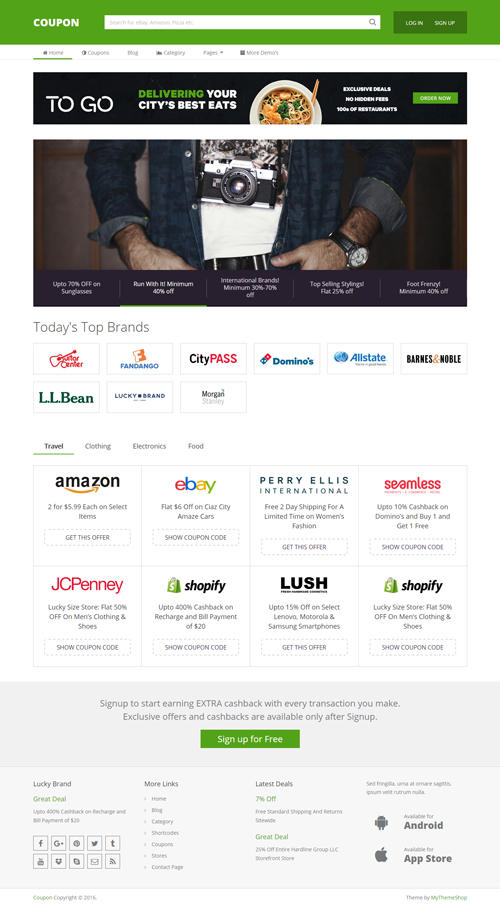 COUPON
Search for eBay, Amazon, Pizza etc.
LOG IN
SIGN UP
Home
Coupons
Blog
Category
Pages
More Demo's
TO GO
DELIVERING YOUR
CITY'S BEST EATS
EXCLUSIVE DEALS
NO HIDDEN FEES
100s OF RESTAURANTS
ORDER NOW
Upto 70% OFF on
Sunglasses
Run With It! Minimum
40% off
International Brands!
Minimum 30%-70%
off
Top Selling Stylings!
Flat 25% off
Foot Frenzy!
Minimum 40% off
Today's Top Brands
Guitar
Center
FANDANGO
CityPASS
Domino's
Allstate
You're in good hands.
BARNES&NOBLE
L.L.Bean
LUCKY BRAND
Morgan
Stanley
Travel
Clothing
Electronics
Food
amazon
2 for $5.99 Each on Select
Items
GET THIS OFFER
ebay
Flat $6 Off on Ciaz City
Amaze Cars
SHOW COUPON CODE
PERRY ELLIS
INTERNATIONAL
Free 2 Day Shipping For A
Limited Time on Women's
Fashion
GET THIS OFFER
seamless
Upto 10% Cashback on
Domino's and Buy 1 and
Get 1 Free
SHOW COUPON CODE
JCPenney
Lucky Size Store: Flat 50%
OFF On Men's Clothing &
Shoes
SHOW COUPON CODE
shopify
Upto 400% Cashback on
Recharge and Bill Payment
of $20
SHOW COUPON CODE
LUSH
FRESH HANDMADE COSMETICS
Upto 15% Off on Select
Lenovo, Motorola &
Samsung Smartphones
SHOW COUPON CODE
shopify
Lucky Size Store: Flat 50%
OFF On Men's Clothing &
Shoes
SHOW COUPON CODE
Signup to start earning EXTRA cashback with every transaction you make.
Exclusive offers and cashbacks are available only after Signup.
Sign up for Free
Lucky Brand
Great Deal
Upto 400% Cashback on Recharge and
Bill Payment of $20
More Links
Home
Blog
Category
Shortcodes
Coupons
Stores
Contact Page
Latest Deals
7% Off
Free Standard Shipping And Returns
Sitewide
Great Deal
25% Off Entire Hardline Group LLC
Storefront Store
Sed fringilla, urna at ornare sagittis,
ipsum velit rutrum nulla.
Available for
Android
Available for
App Store
Coupon Copyright © 2016.
Theme by MyThemeShop